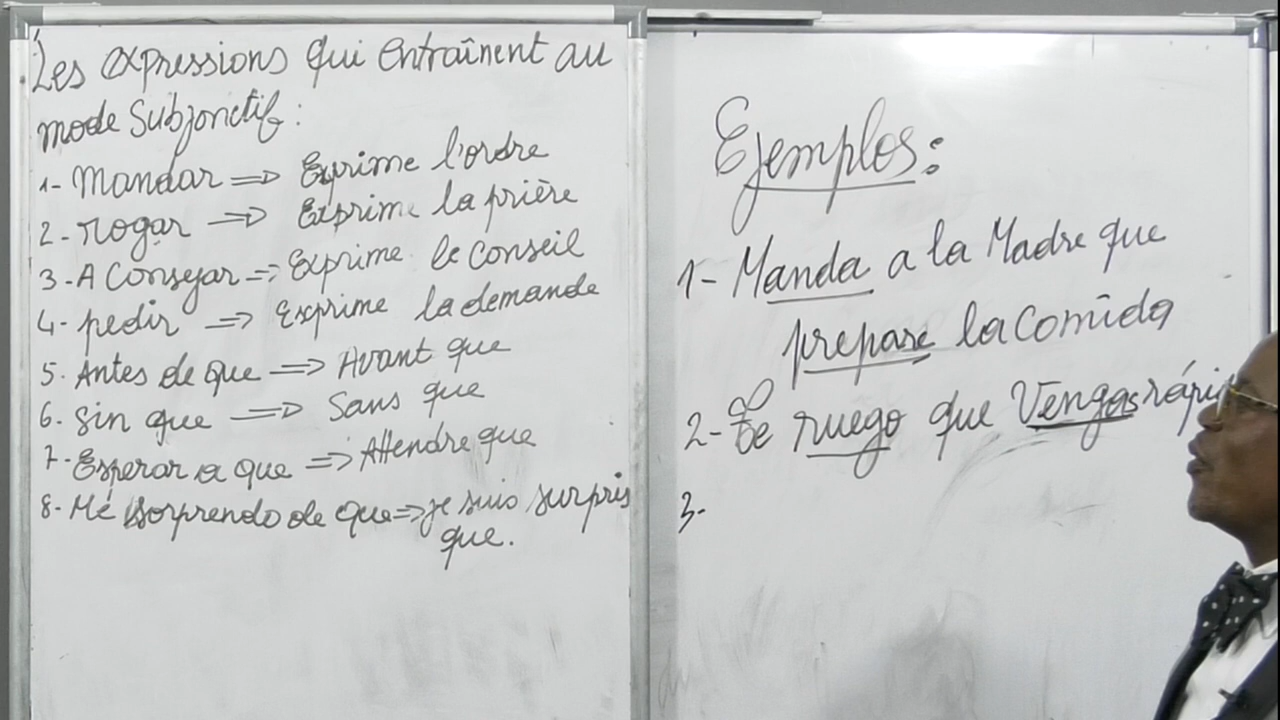 Les expressions qui entraînent au
mode Subjonctif :
1- Mandar => Exprime l'ordre
2- rogar => Exprime la prière
3- A Consejar => Exprime le Conseil
4- pedir => Exprime la demande
5. Antes de que => Avant que
6- Sin que => Sans que
7- Esperar a que => Attendre que
8- Mé sorprendo de que => je suis surpris
que.
Ejemplos:
1- Manda a la Madre que
prepare la Comida
2- Te ruego que Vengas
3-